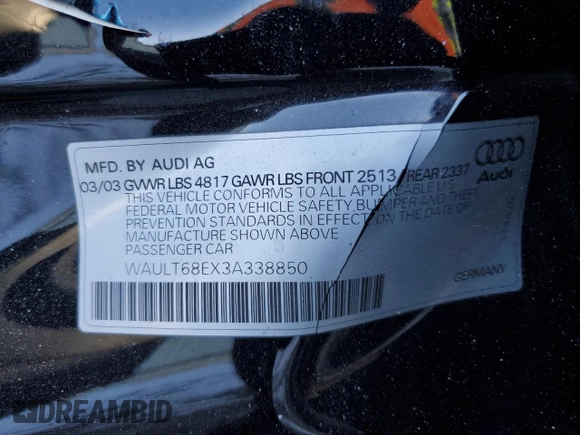 MFD. BY AUDI AG
03/03 GVWR LBS 4817 GAWR LBS FRONT 2513 / REAR 2337
THIS VEHICLE CONFORMS TO ALL APPLICABLE U.S.
FEDERAL MOTOR VEHICLE SAFETY, BUMPER AND THEFT
PREVENTION STANDARDS IN EFFECT ON THE DATE OF
MANUFACTURE SHOWN ABOVE
PASSENGER CAR
WAULT68EX3A338850
Audi
GERMANY
DREAMBID